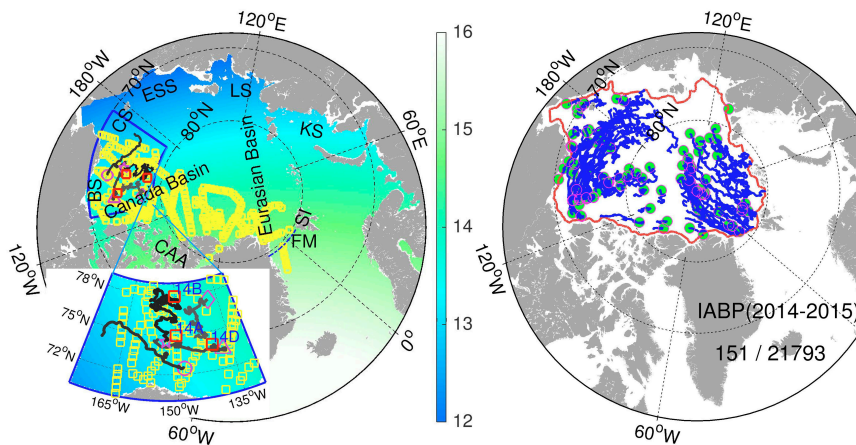 120°E
180°W
70°N
ESS
LS
CS
80°N
KS
60°E
BS
Canada Basin
Eurasian Basin
SI
FM
CAA
120°W
0°
60°W
78°N
75°N
72°N
14B
14A
14D
165°W
150°W
135°W
16
15
14
13
12
120°E
180°W
70°N
80°N
60°E
120°W
0°
60°W
IABP(2014-2015)
151 / 21793